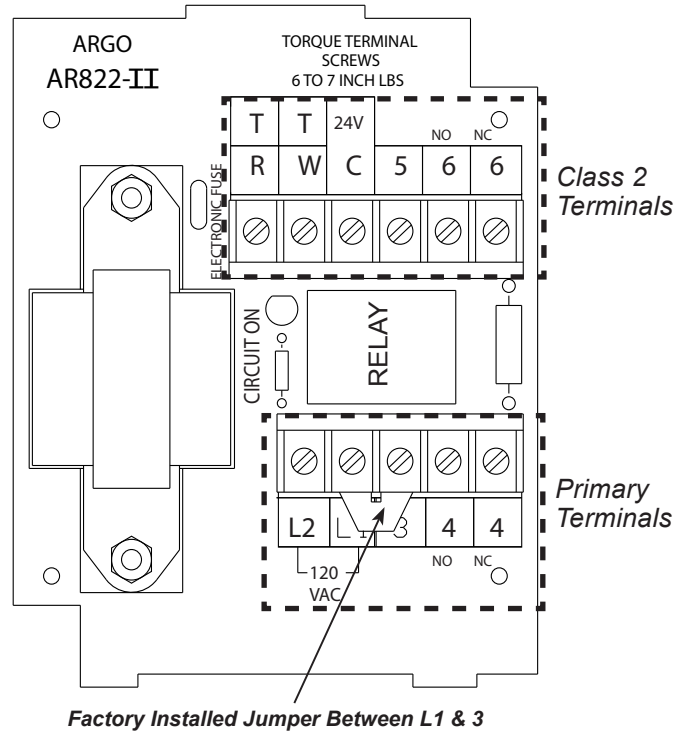 ARGO
AR822-II
TORQUE TERMINAL
SCREWS
6 TO 7 INCH LBS
T T 24V NO NC
R W C 5 6 6
Class 2
Terminals
ELECTRONIC FUSE
CIRCUIT ON
RELAY
Primary
Terminals
L2 L1 3 4 4
NO NC
120
VAC
Factory Installed Jumper Between L1 & 3